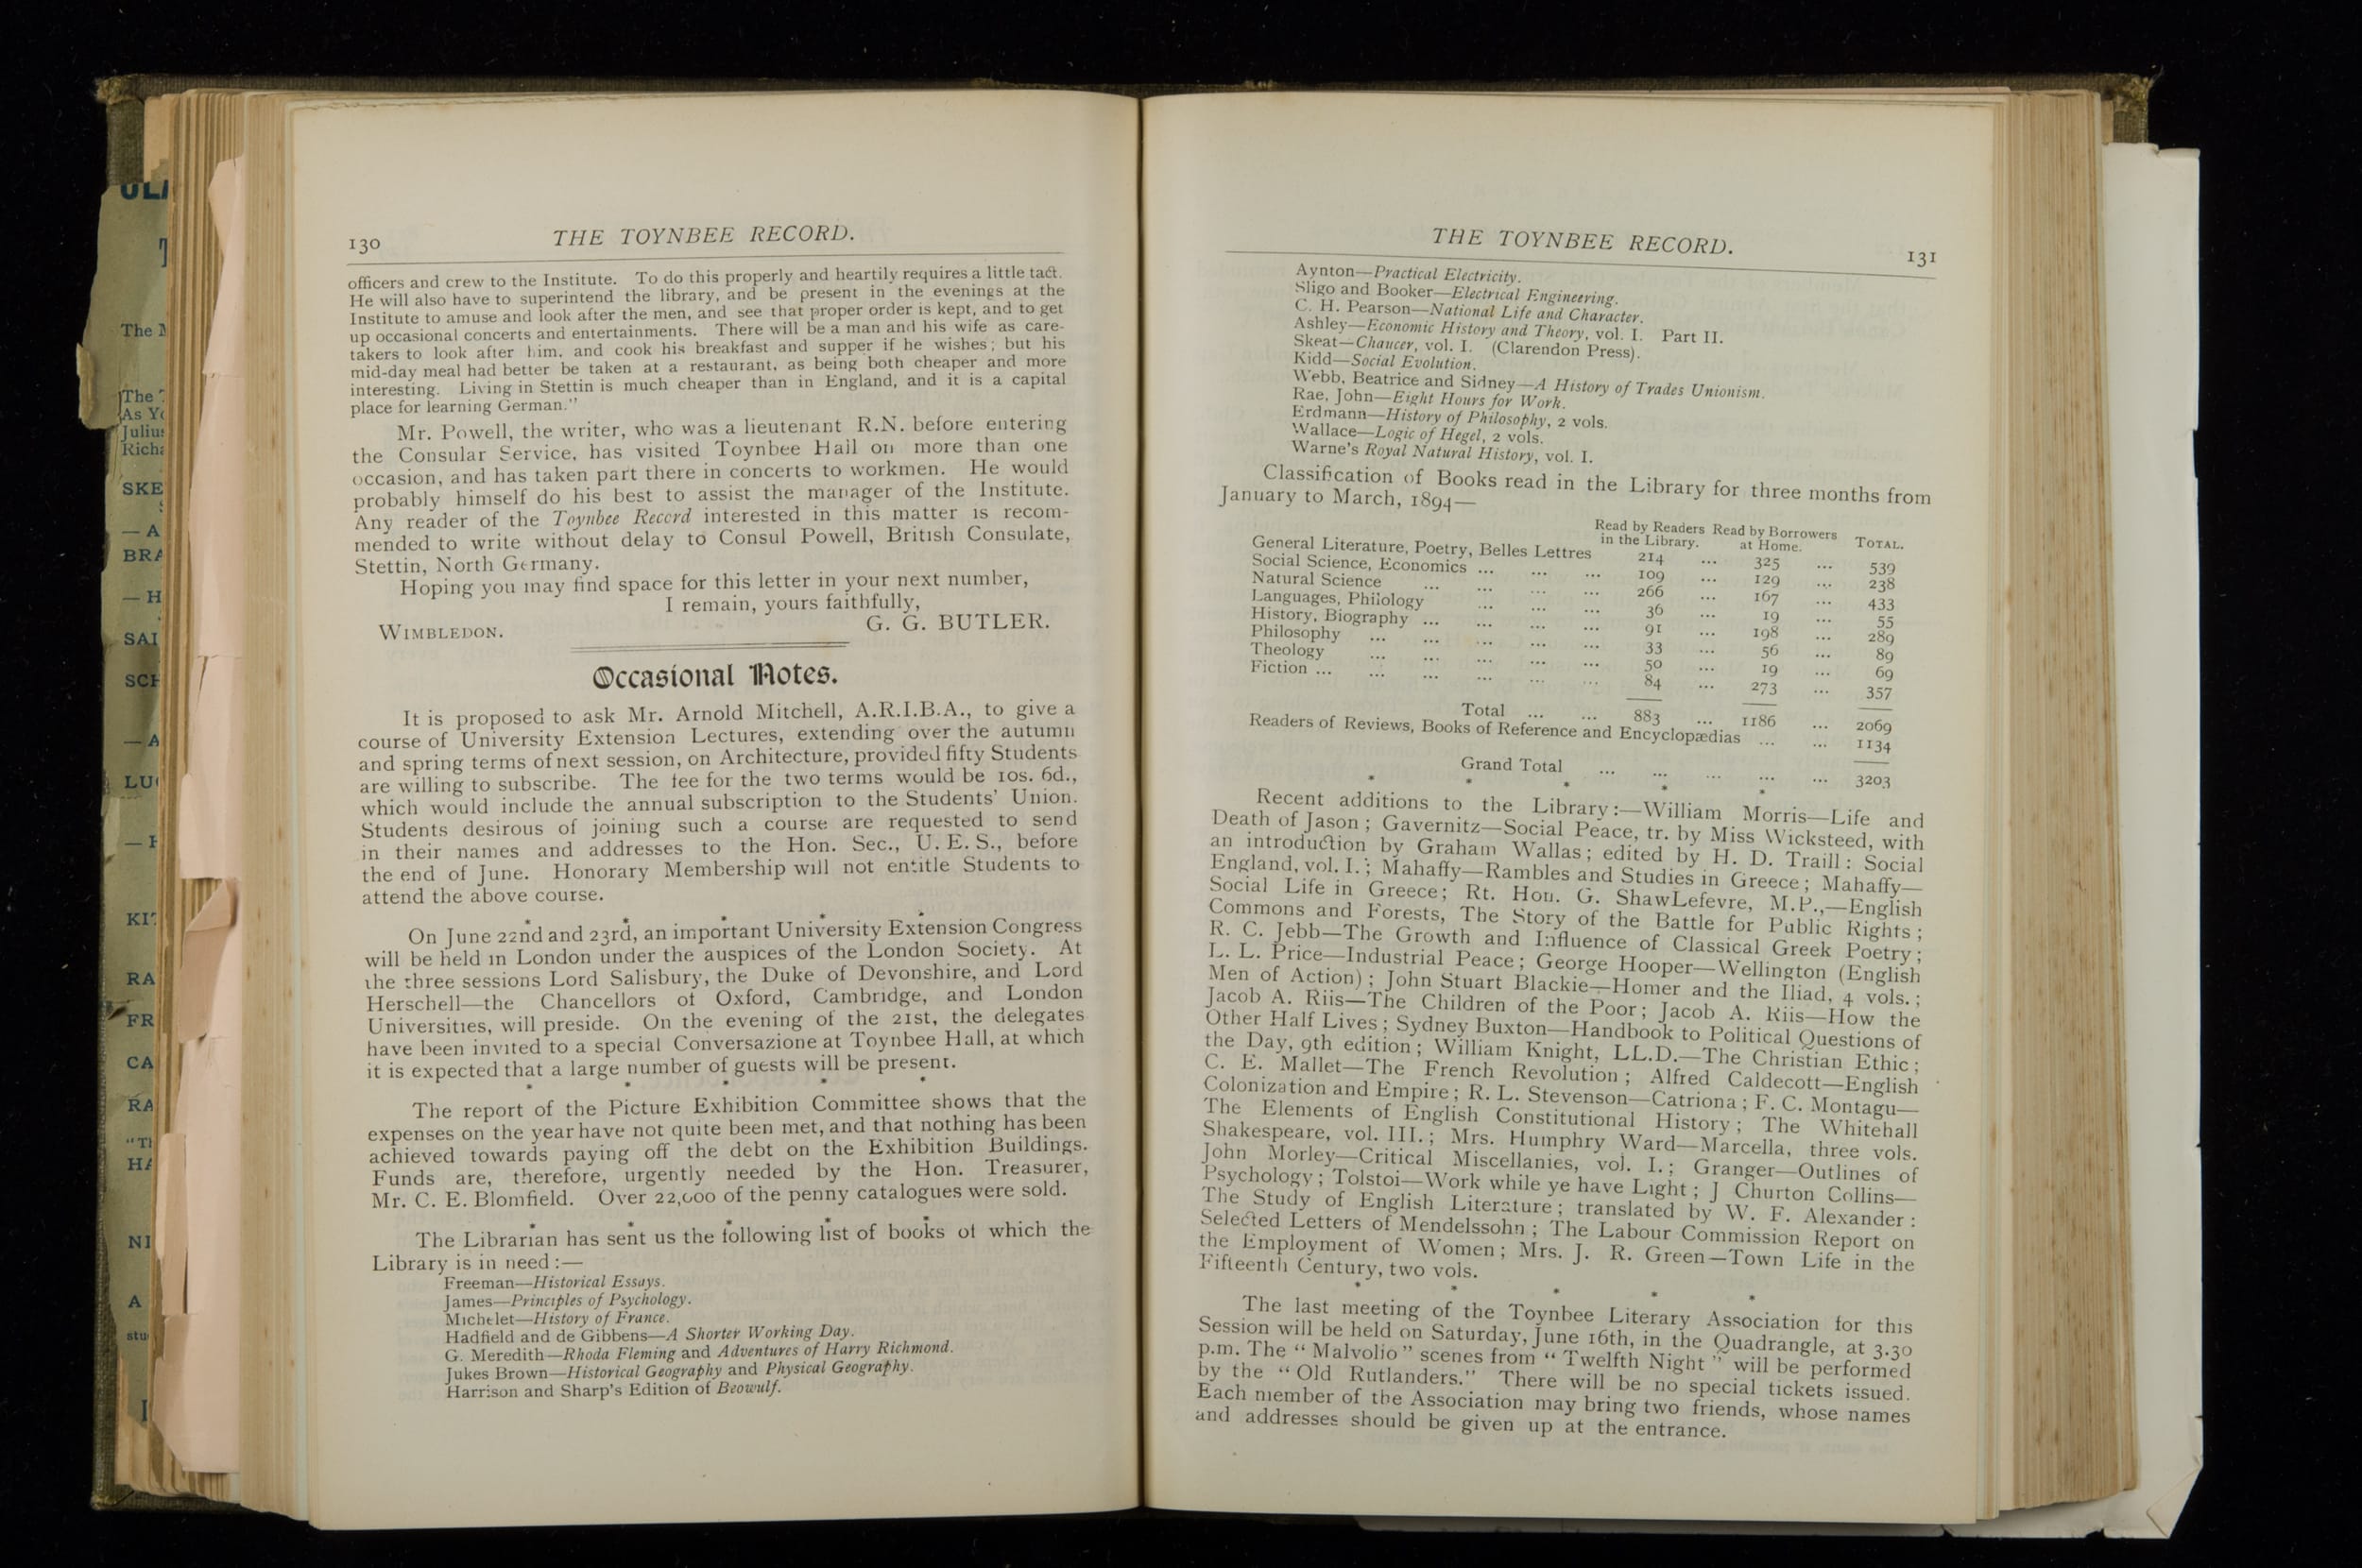 130
THE TOYNBEE RECORD.
officers and crew to the Institute. To do this properly and heartily requires a little tact.
He will also have to superintend the library, and be present in the evenings at the
Institute to amuse and look after the men, and see that proper order is kept, and to get
up occasional concerts and entertainments. There will be a man and his wife as care-
takers to look after him, and cook his breakfast and supper if he wishes; but his
mid-day meal had better be taken at a restaurant, as being both cheaper and more
interesting. Living in Stettin is much cheaper than in England, and it is a capital
place for learning German."
Mr. Powell, the writer, who was a lieutenant R.N. before entering
the Consular Service, has visited Toynbee Hall on more than one
occasion, and has taken part there in concerts to workmen. He would
probably himself do his best to assist the manager of the Institute.
Any reader of the Toynbee Record interested in this matter is recom-
mended to write without delay to Consul Powell, British Consulate,
Stettin, North Germany.
Hoping you may find space for this letter in your next number,
I remain, yours faithfully,
G. G. BUTLER.
WIMBLEDON.
Occasional Notes.
It is proposed to ask Mr. Arnold Mitchell, A.R.I.B.A., to give a
course of University Extension Lectures, extending over the autumn
and spring terms of next session, on Architecture, provided fifty Students
are willing to subscribe. The fee for the two terms would be 10s. 6d.,
which would include the annual subscription to the Students' Union.
Students desirous of joining such a course are requested to send
in their names and addresses to the Hon. Sec., U. E. S., before
the end of June. Honorary Membership will not entitle Students to
attend the above course.
* * * * *
On June 22nd and 23rd, an important University Extension Congress
will be held in London under the auspices of the London Society. At
the three sessions Lord Salisbury, the Duke of Devonshire, and Lord
Herschell—the Chancellors of Oxford, Cambridge, and London
Universities, will preside. On the evening of the 21st, the delegates
have been invited to a special Conversazione at Toynbee Hall, at which
it is expected that a large number of guests will be present.
* * * * *
The report of the Picture Exhibition Committee shows that the
expenses on the year have not quite been met, and that nothing has been
achieved towards paying off the debt on the Exhibition Buildings.
Funds are, therefore, urgently needed by the Hon. Treasurer,
Mr. C. E. Blomfield. Over 22,000 of the penny catalogues were sold.
* * * * *
The Librarian has sent us the following list of books of which the
Library is in need:—
Freeman—Historical Essays.
James—Principles of Psychology.
Michelet—History of France.
Hadfield and de Gibbens—A Shorter Working Day.
G. Meredith—Rhoda Fleming and Adventures of Harry Richmond.
Jukes Brown—Historical Geography and Physical Geography.
Harrison and Sharp's Edition of Beowulf.
THE TOYNBEE RECORD.
131
Aynton—Practical Electricity.
Sligo and Booker—Electrical Engineering.
C. H. Pearson—National Life and Character.
Ashley—Economic History and Theory, vol. I. Part II.
Skeat—Chaucer, vol. I. (Clarendon Press).
Kidd—Social Evolution.
Webb, Beatrice and Sidney—A History of Trades Unionism.
Rae, John—Eight Hours for Work.
Erdmann—History of Philosophy, 2 vols.
Wallace—Logic of Hegel, 2 vols.
Warne's Royal Natural History, vol. I.
Classification of Books read in the Library for three months from
January to March, 1894—
Read by Readers in the Library. Read by Borrowers at Home. TOTAL.
General Literature, Poetry, Belles Lettres 214 ... 325 ... 539
Social Science, Economics ... ... ... 109 ... 129 ... 238
Natural Science ... ... ... ... 266 ... 167 ... 433
Languages, Philology ... ... ... 36 ... 19 ... 55
History, Biography ... ... ... ... 91 ... 198 ... 289
Philosophy ... ... ... ... ... 33 ... 56 ... 89
Theology ... ... ... ... ... 50 ... 19 ... 69
Fiction ... ... ... ... ... ... 84 ... 273 ... 357
Total ... ... 883 ... 1186 ... 2069
Readers of Reviews, Books of Reference and Encyclopædias ... ... 1134
Grand Total ... ... ... ... ... 3203
* * * * *
Recent additions to the Library:—William Morris—Life and
Death of Jason; Gavernitz—Social Peace, tr. by Miss Wicksteed, with
an introduction by Graham Wallas; edited by H. D. Traill: Social
England, vol. I.; Mahaffy—Rambles and Studies in Greece; Mahaffy—
Social Life in Greece; Rt. Hon. G. ShawLefevre, M.P.,—English
Commons and Forests, The Story of the Battle for Public Rights;
R. C. Jebb—The Growth and Influence of Classical Greek Poetry;
L. L. Price—Industrial Peace; George Hooper—Wellington (English
Men of Action); John Stuart Blackie—Homer and the Iliad, 4 vols.;
Jacob A. Riis—The Children of the Poor; Jacob A. Riis—How the
Other Half Lives; Sydney Buxton—Handbook to Political Questions of
the Day, 9th edition; William Knight, LL.D.—The Christian Ethic;
C. E. Mallet—The French Revolution; Alfred Caldecott—English
Colonization and Empire; R. L. Stevenson—Catriona; F. C. Montagu—
The Elements of English Constitutional History; The Whitehall
Shakespeare, vol. III.; Mrs. Humphry Ward—Marcella, three vols.
John Morley—Critical Miscellanies, vol. I.; Granger—Outlines of
Psychology; Tolstoi—Work while ye have Light; J Churton Collins—
The Study of English Literature; translated by W. F. Alexander:
Selected Letters of Mendelssohn; The Labour Commission Report on
the Employment of Women; Mrs. J. R. Green—Town Life in the
Fifteenth Century, two vols.
* * * * *
The last meeting of the Toynbee Literary Association for this
Session will be held on Saturday, June 16th, in the Quadrangle, at 3.30
p.m. The "Malvolio" scenes from "Twelfth Night" will be performed
by the "Old Rutlanders." There will be no special tickets issued.
Each member of the Association may bring two friends, whose names
and addresses should be given up at the entrance.